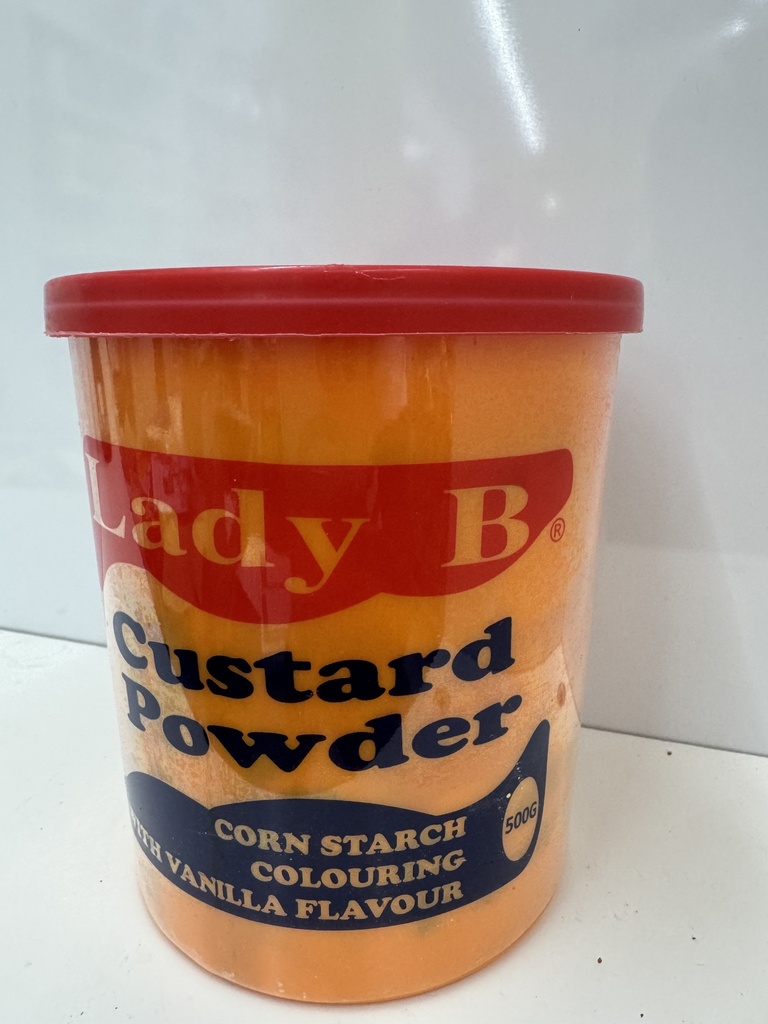 Lady B®
Custard
Powder
CORN STARCH
COLOURING
WITH VANILLA FLAVOUR
500G